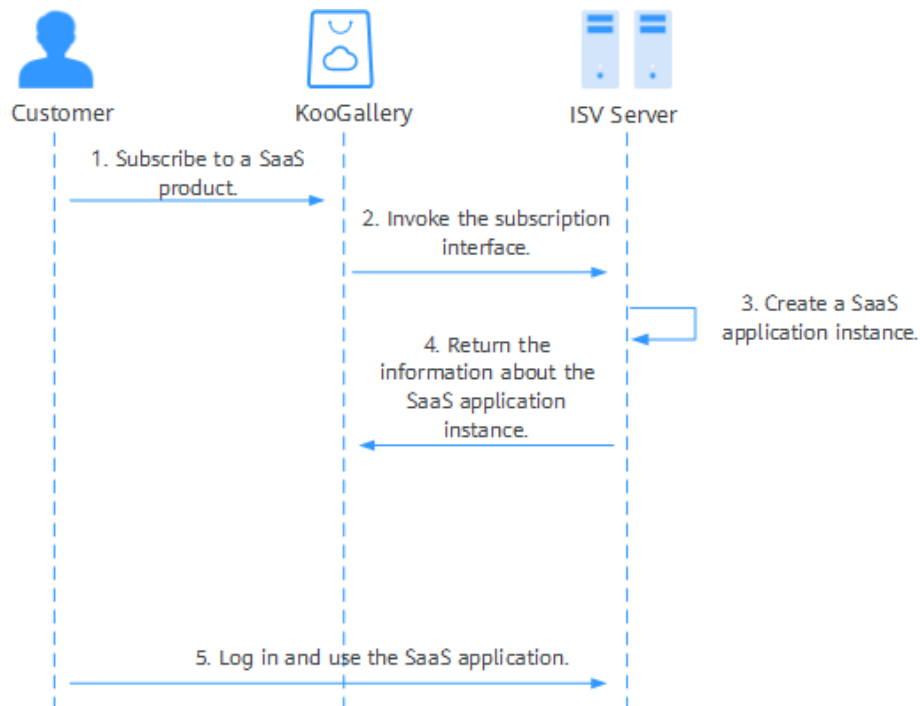 Customer
KooGallery
ISV Server
1. Subscribe to a SaaS
product.
2. Invoke the subscription
interface.
3. Create a SaaS
application instance.
4. Return the
information about the
SaaS application
instance.
5. Log in and use the SaaS application.